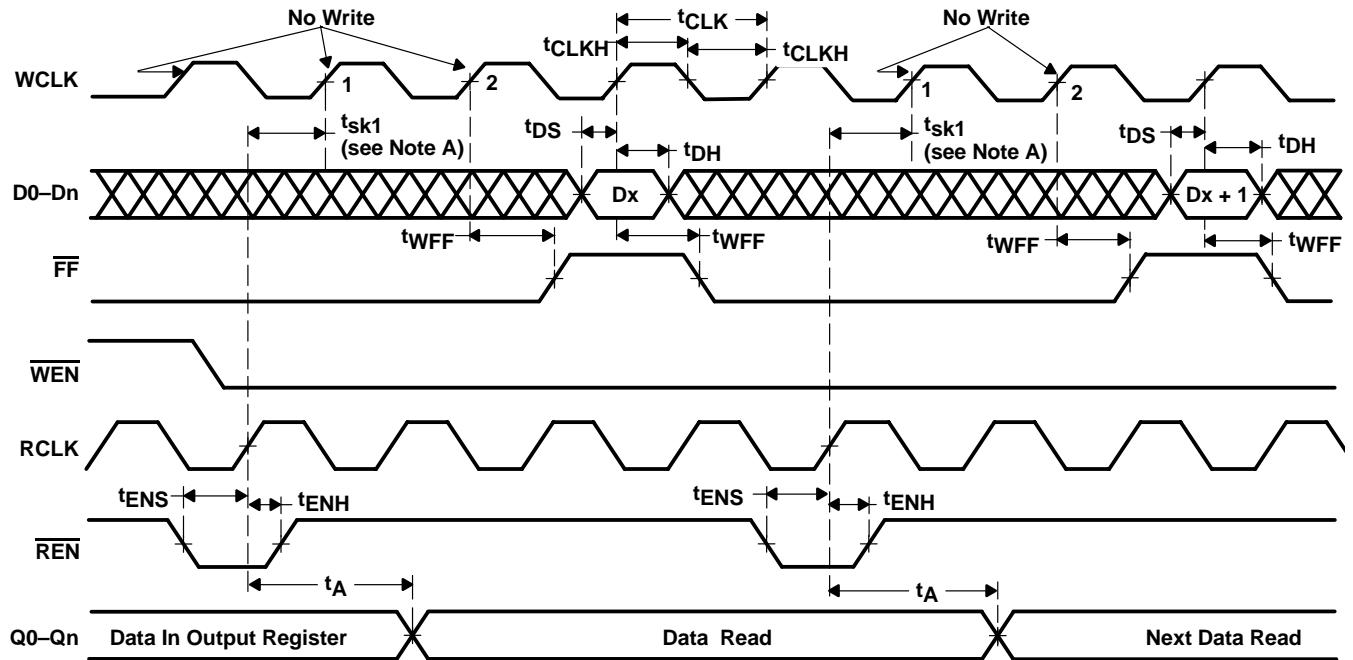 No Write
tCLK
No Write
tCLKH
tCLKH
WCLK
1
2
1
2
tsk1
(see Note A)
tDS
tDH
tsk1
(see Note A)
tDS
tDH
D0–Dn
Dx
Dx + 1
tWFF
tWFF
tWFF
tWFF
FF
WEN
RCLK
tENS
tENH
tENS
tENH
REN
tA
tA
Q0–Qn
Data In Output Register
Data Read
Next Data Read